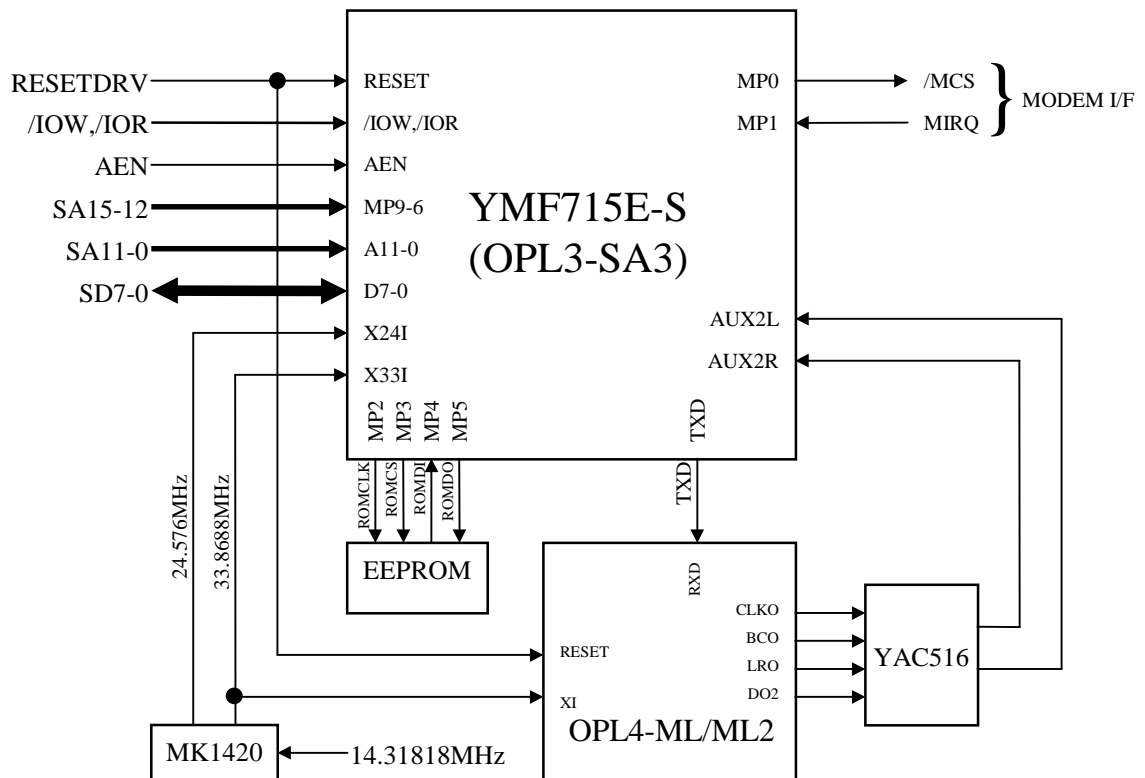 RESETDRV
/IOW,/IOR
AEN
SA15-12
SA11-0
SD7-0
RESET
/IOW,/IOR
AEN
MP9-6
A11-0
D7-0
X24I
X33I
YMF715E-S
(OPL3-SA3)
MP0
MP1
/MCS
MIRQ
} MODEM I/F
AUX2L
AUX2R
MP2
MP3
MP4
MP5
TXD
ROMCLK
ROMCS
ROMDI
ROMDO
TXD
24.576MHz
33.8688MHz
EEPROM
RXD
RESET
XI
CLKO
BCO
LRO
DO2
OPL4-ML/ML2
YAC516
MK1420
14.31818MHz